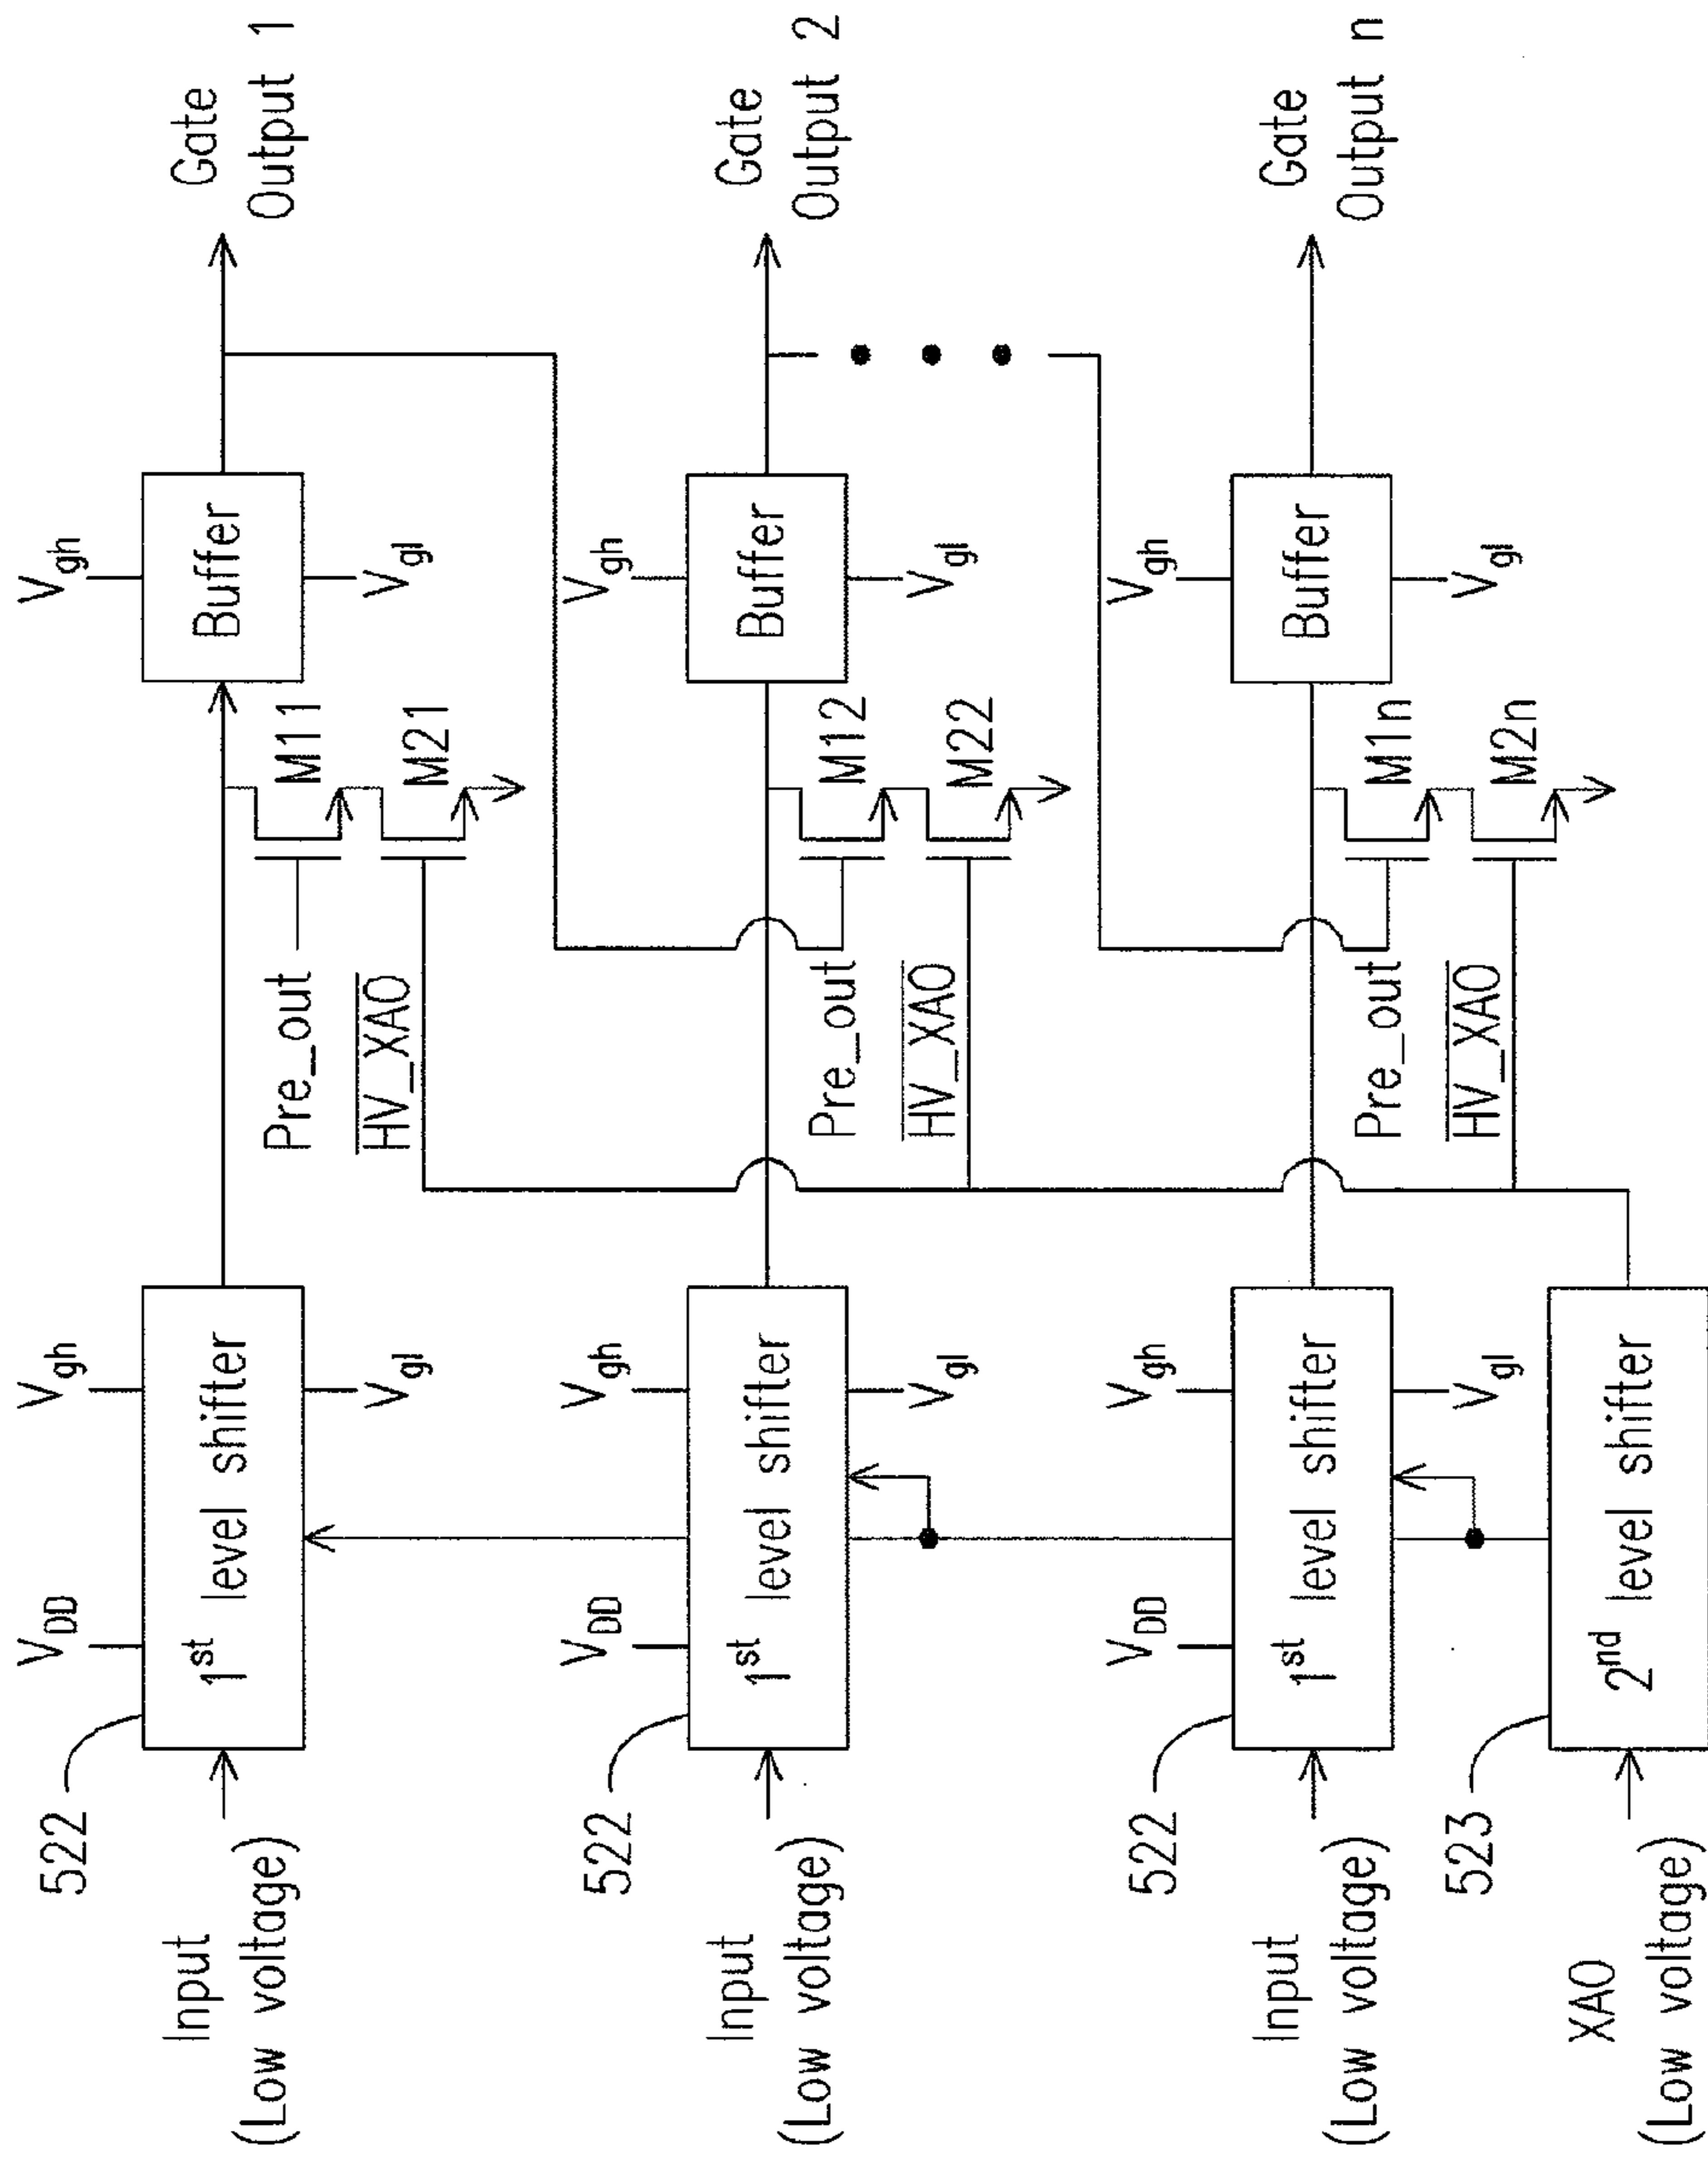 Gate
Output 1
Gate
Output 2
Gate
Output n
Vgh
Buffer
Vgl
Vgh
Buffer
Vgl
Vgh
Buffer
Vgl
M11
M21
M12
M22
M1n
M2n
Pre_out
HV_XAO
Pre_out
HV_XAO
Pre_out
HV_XAO
VDD
Vgh
1st level shifter
Vgl
VDD
Vgh
1st level shifter
Vgl
VDD
Vgh
1st level shifter
Vgl
2nd level shifter
522
522
522
523
Input
(Low voltage)
Input
(Low voltage)
Input
(Low voltage)
XAO
(Low voltage)